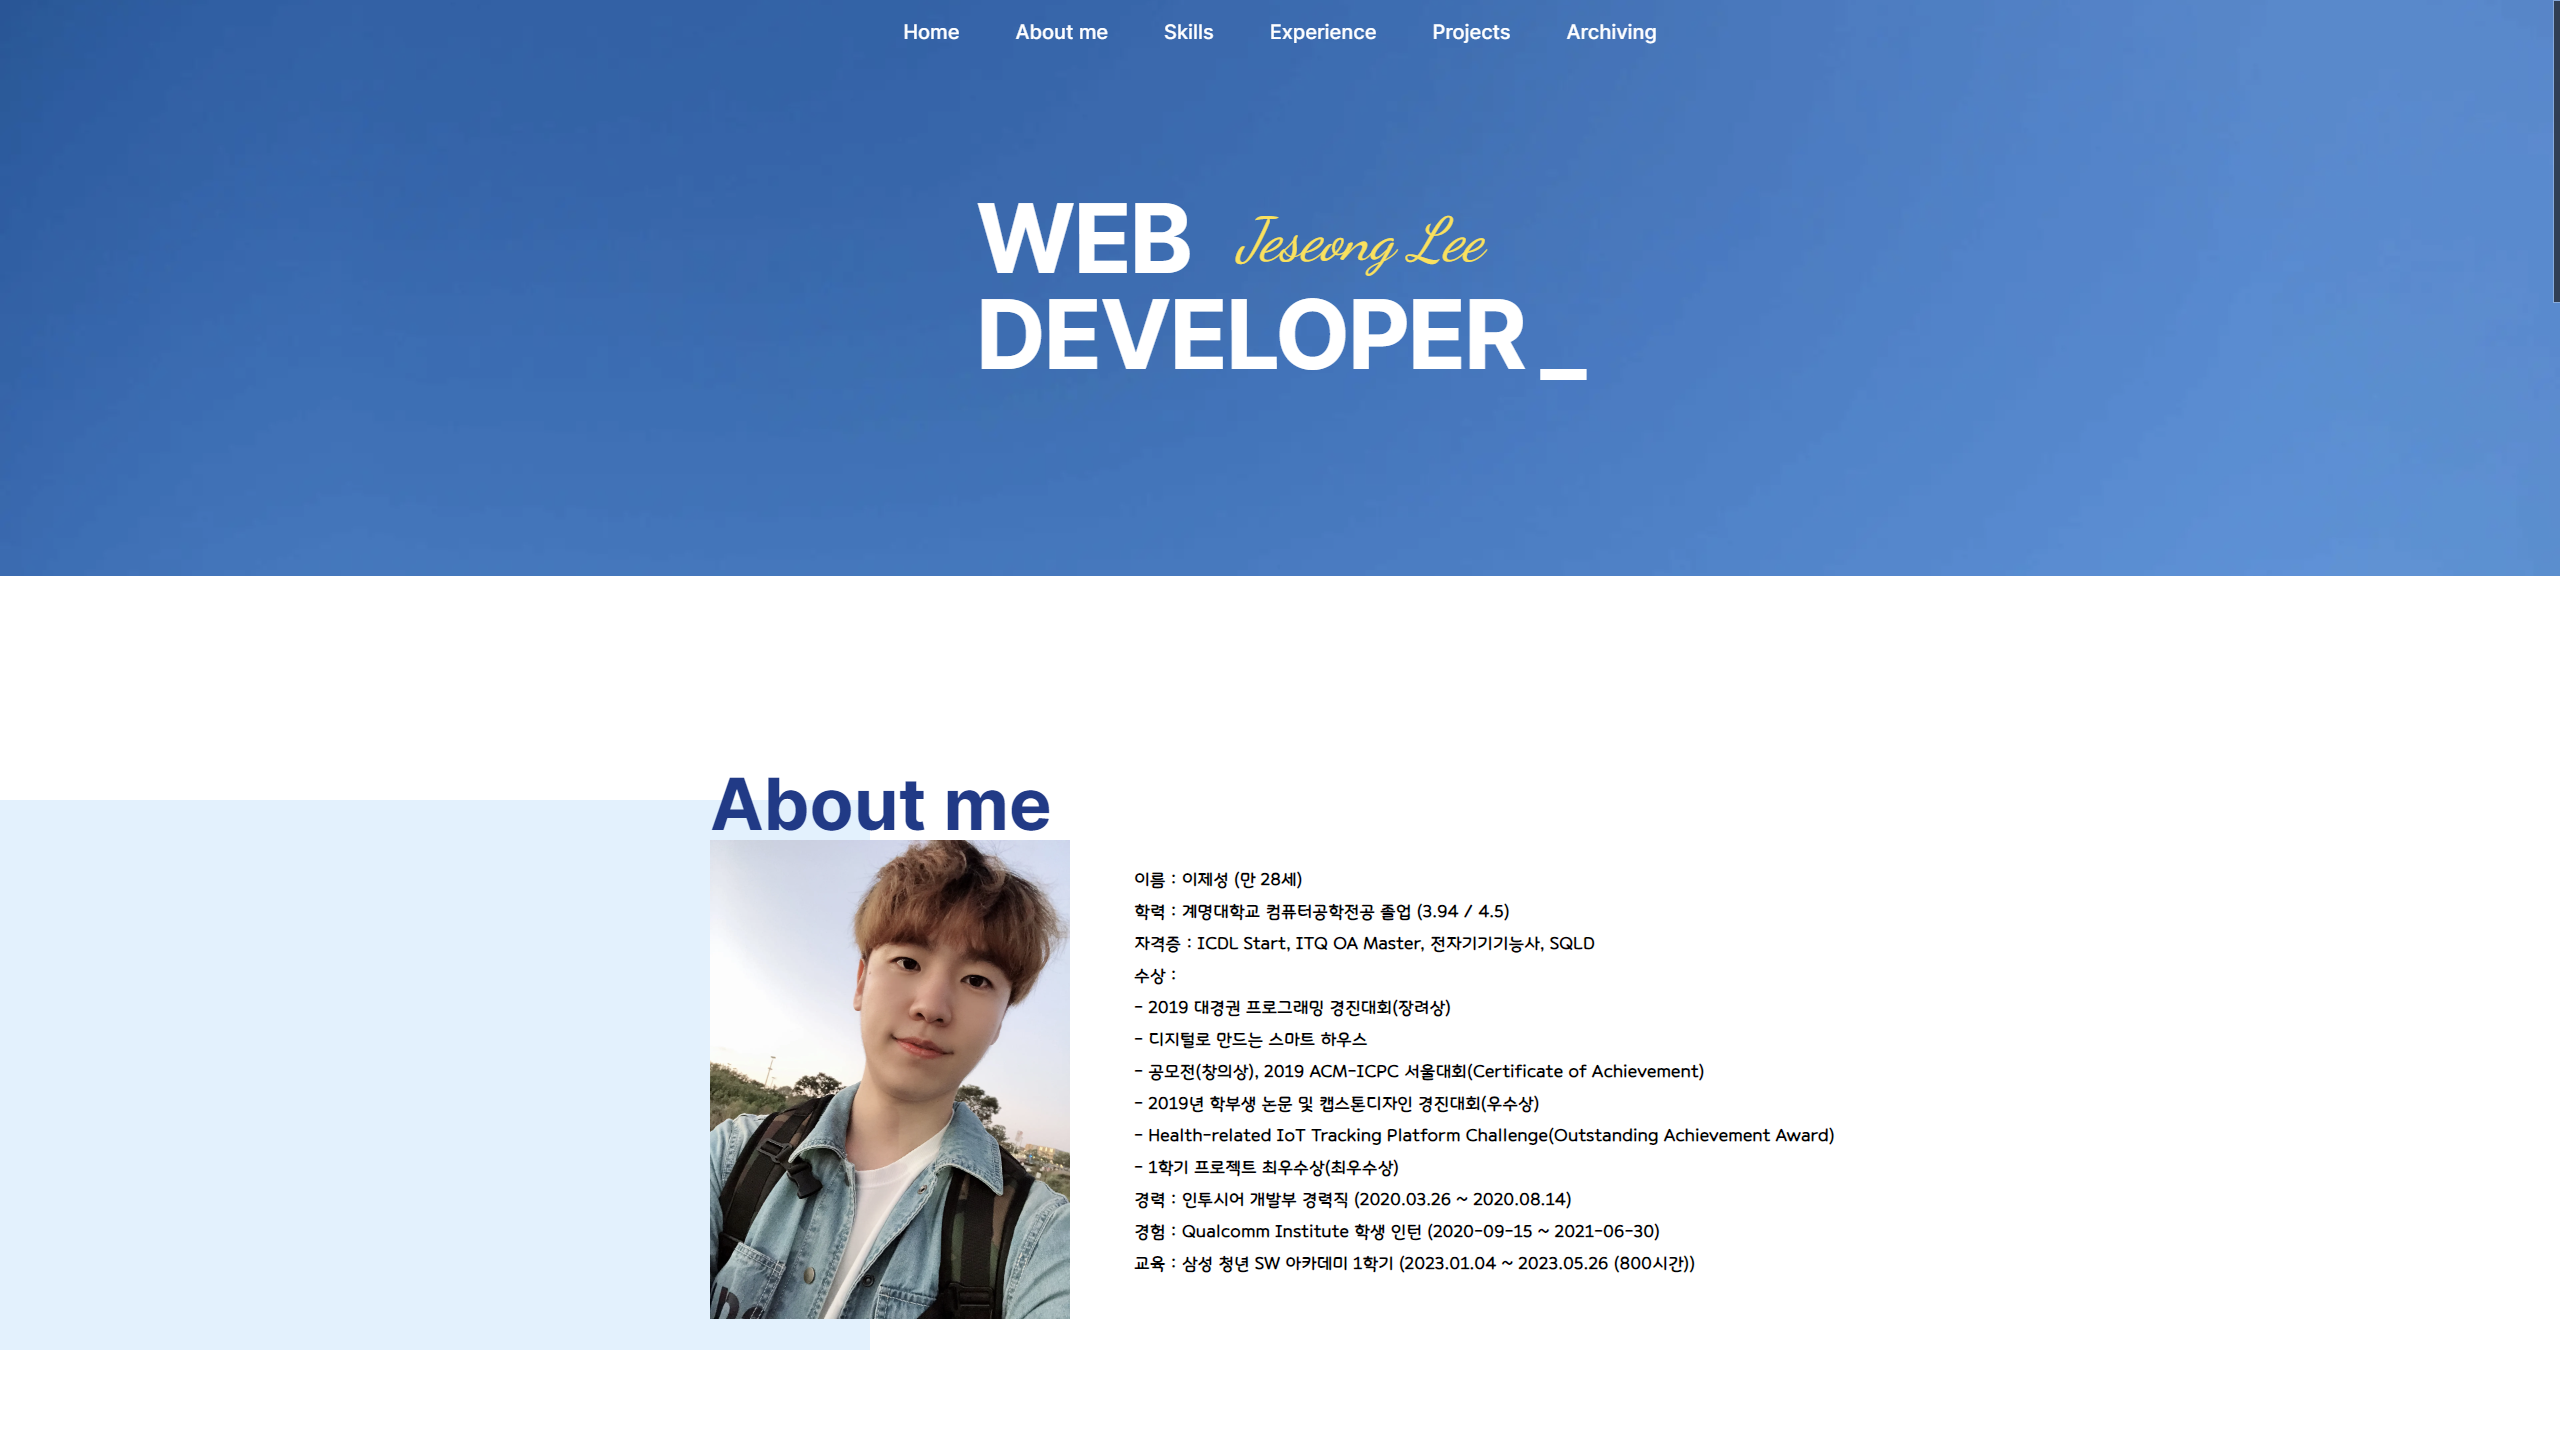 Home About me Skills Experience Projects Archiving
WEB Jeseong Lee
DEVELOPER_
About me
이름 : 이제성 (만 28세)
학력 : 계명대학교 컴퓨터공학전공 졸업 (3.94 / 4.5)
자격증 : ICDL Start, ITQ OA Master, 전자기기기능사, SQLD
수상 :
- 2019 대경권 프로그래밍 경진대회(장려상)
- 디지털로 만드는 스마트 하우스
- 공모전(창의상), 2019 ACM-ICPC 서울대회(Certificate of Achievement)
- 2019년 학부생 논문 및 캡스톤디자인 경진대회(우수상)
- Health-related IoT Tracking Platform Challenge(Outstanding Achievement Award)
- 1학기 프로젝트 최우수상(최우수상)
경력 : 인투시어 개발부 경력직 (2020.03.26 ~ 2020.08.14)
경험 : Qualcomm Institute 학생 인턴 (2020-09-15 ~ 2021-06-30)
교육 : 삼성 청년 SW 아카데미 1학기 (2023.01.04 ~ 2023.05.26 (800시간))